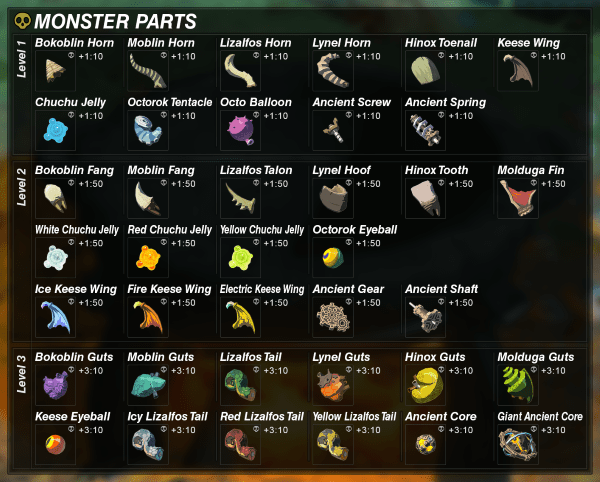 MONSTER PARTS
Level 1
Bokoblin Horn Moblin Horn Lizalfos Horn Lynel Horn Hinox Toenail Keese Wing
+1:10 +1:10 +1:10 +1:10 +1:10 +1:10
Chuchu Jelly Octorok Tentacle Octo Balloon Ancient Screw Ancient Spring
+1:10 +1:10 +1:10 +1:10 +1:10
Level 2
Bokoblin Fang Moblin Fang Lizalfos Talon Lynel Hoof Hinox Tooth Molduga Fin
+1:50 +1:50 +1:50 +1:50 +1:50 +1:50
White Chuchu Jelly Red Chuchu Jelly Yellow Chuchu Jelly Octorok Eyeball
+1:50 +1:50 +1:50 +1:50
Ice Keese Wing Fire Keese Wing Electric Keese Wing Ancient Gear Ancient Shaft
+1:50 +1:50 +1:50 +1:50 +1:50
Level 3
Bokoblin Guts Moblin Guts Lizalfos Tail Lynel Guts Hinox Guts Molduga Guts
+3:10 +3:10 +3:10 +3:10 +3:10 +3:10
Keese Eyeball Icy Lizalfos Tail Red Lizalfos Tail Yellow Lizalfos Tail Ancient Core Giant Ancient Core
+3:10 +3:10 +3:10 +3:10 +3:10 +3:10